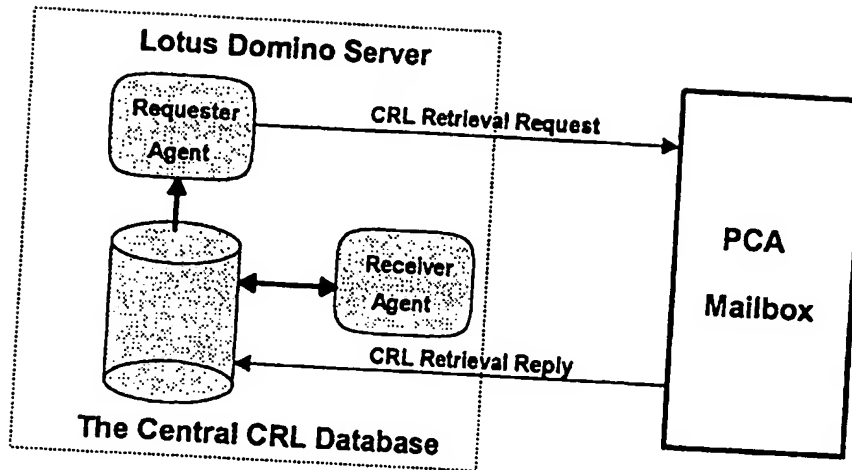 Lotus Domino Server
Requester
Agent
CRL Retrieval Request
PCA
Mailbox
Receiver
Agent
CRL Retrieval Reply
The Central CRL Database